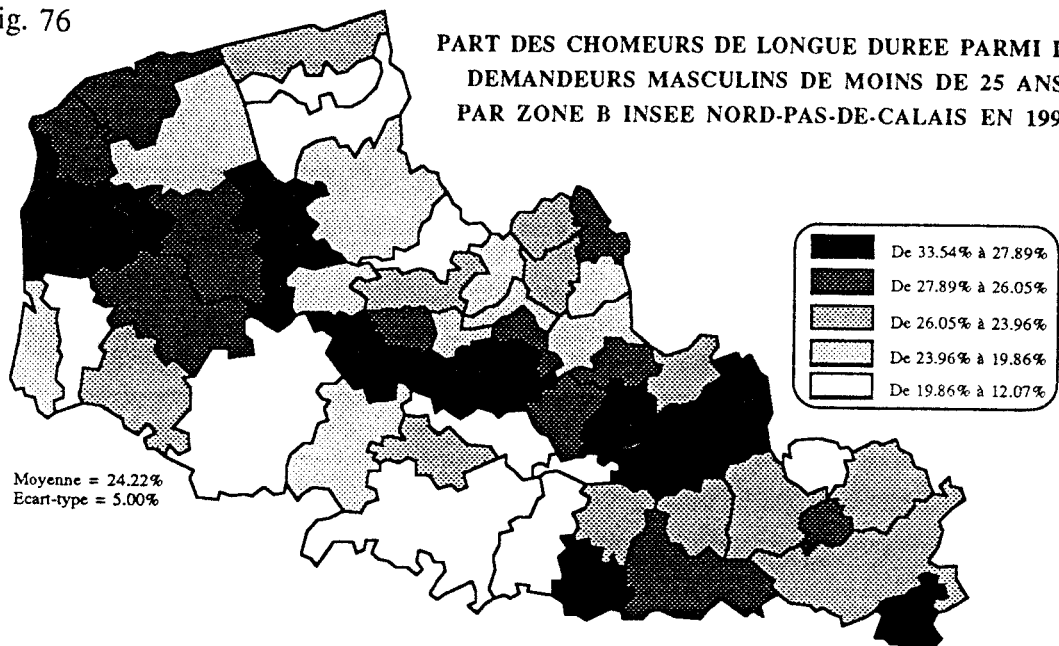 ig. 76
PART DES CHOMEURS DE LONGUE DUREE PARMI
DEMANDEURS MASCULINS DE MOINS DE 25 ANS
PAR ZONE B INSEE NORD-PAS-DE-CALAIS EN 199
De 33.54% à 27.89%
De 27.89% à 26.05%
De 26.05% à 23.96%
De 23.96% à 19.86%
De 19.86% à 12.07%
Moyenne = 24.22%
Ecart-type = 5.00%